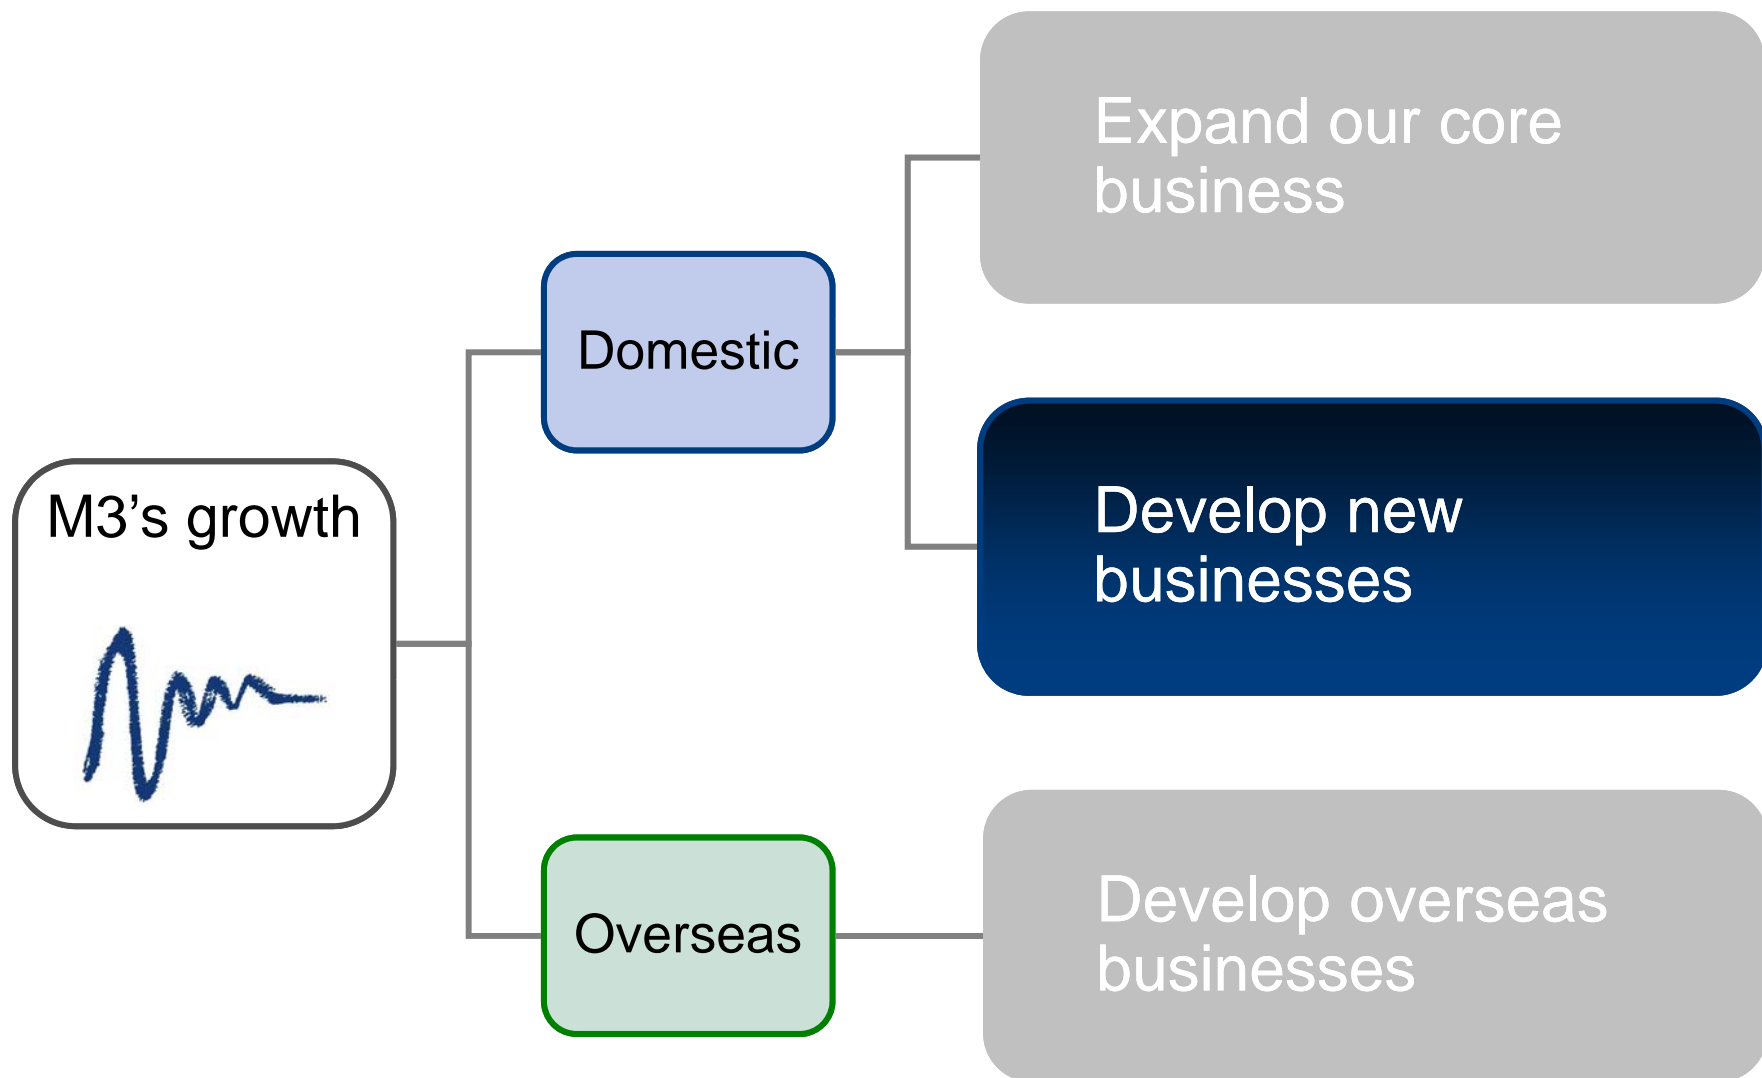 Expand our core
business
Domestic
M3’s growth
Develop new
businesses
Overseas
Develop overseas
businesses